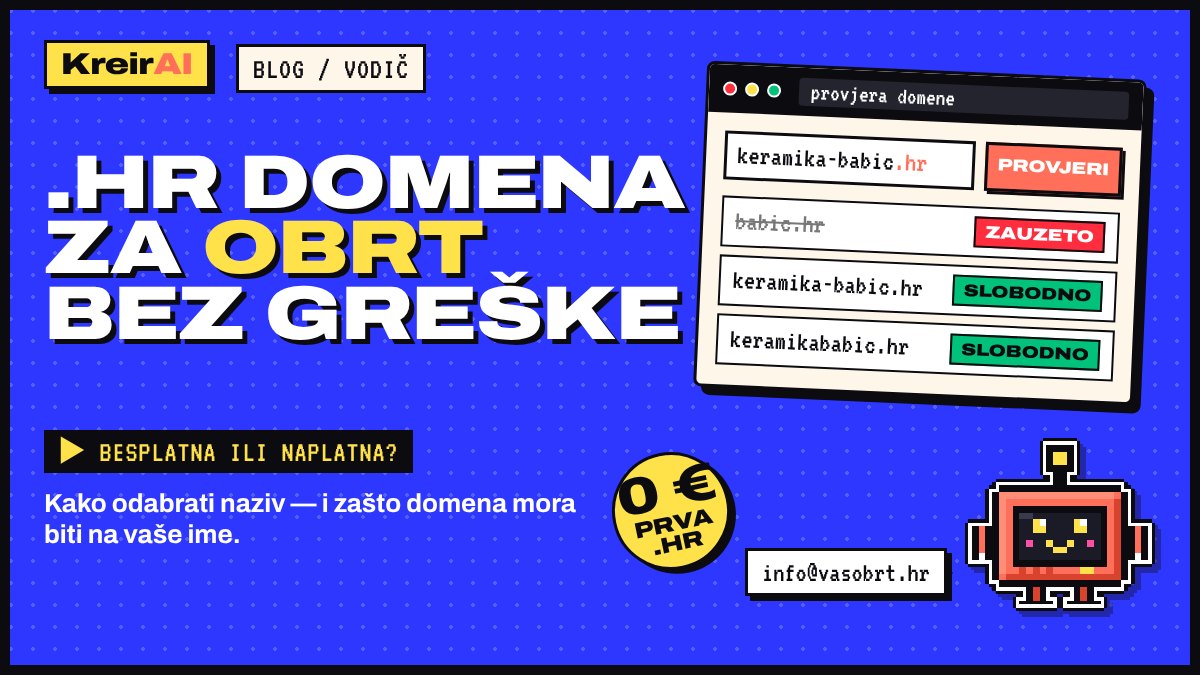 KreirAI
BLOG / VODIČ
.HR DOMENA
ZA OBRT
BEZ GREŠKE
BESPLATNA ILI NAPLATNA?
Kako odabrati naziv — i zašto domena mora
biti na vaše ime.
provjera domene
keramika-babic.hr
PROVJERI
babic.hr
ZAUZETO
keramika-babic.hr
SLOBODNO
keramikababic.hr
SLOBODNO
0 €
PRVA
.HR
info@vasobrt.hr